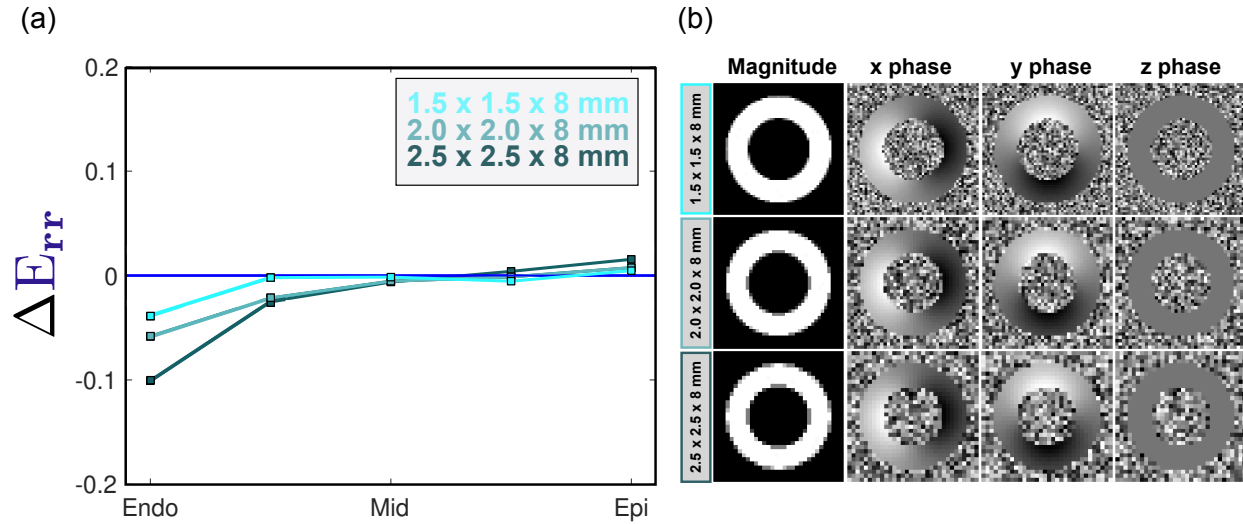 (a)
0.2
0.1
0
-0.1
-0.2
ΔE_rr
1.5 x 1.5 x 8 mm
2.0 x 2.0 x 8 mm
2.5 x 2.5 x 8 mm
Endo Mid Epi
(b)
Magnitude x phase y phase z phase
1.5 x 1.5 x 8 mm
2.0 x 2.0 x 8 mm
2.5 x 2.5 x 8 mm